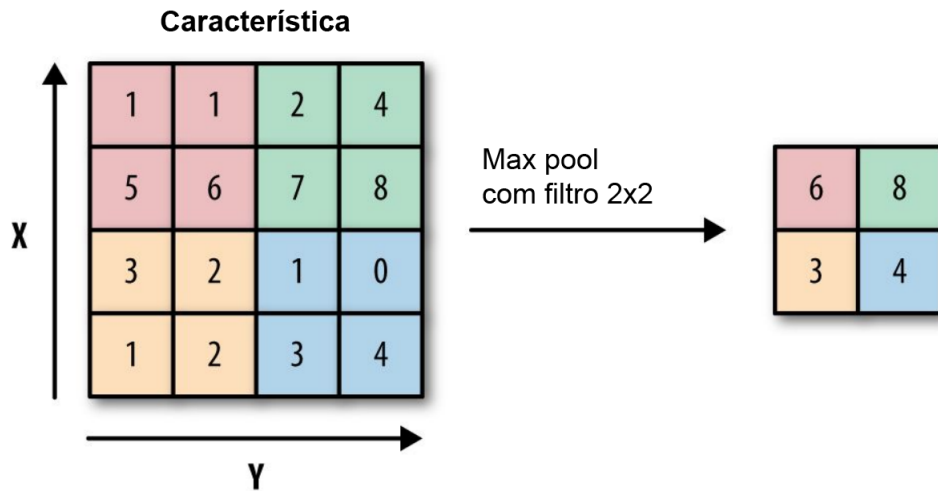 Característica
1 1 2 4
5 6 7 8
3 2 1 0
1 2 3 4
X
Y
Max pool
com filtro 2x2
6 8
3 4